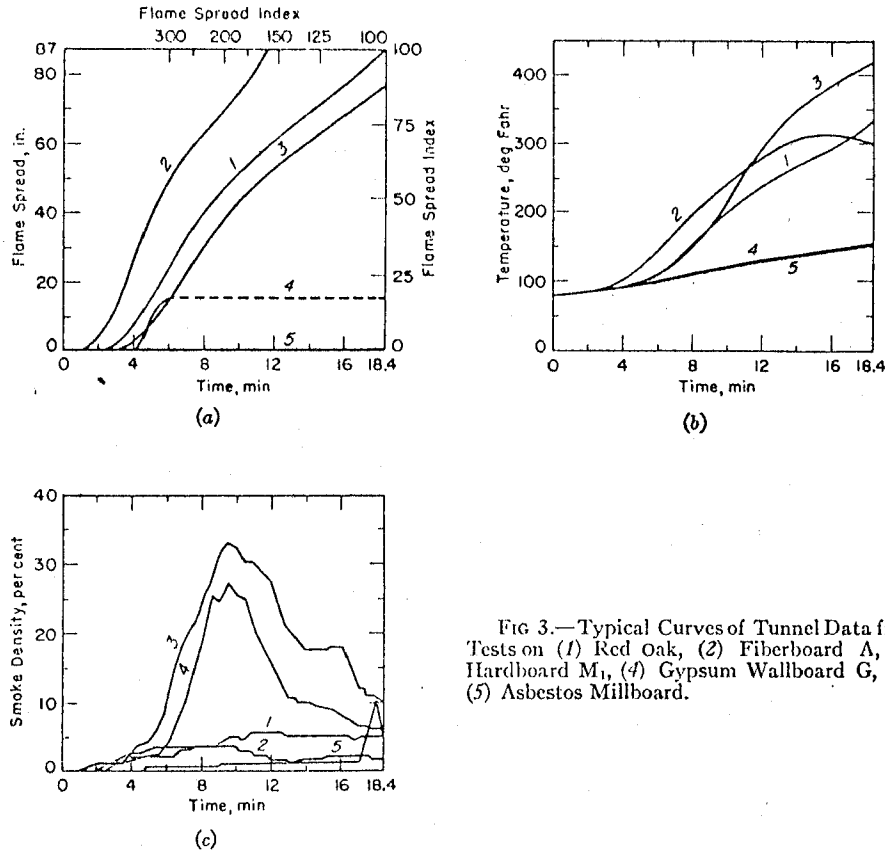 Flame Spread Index
300 200 150 125 100
87
80
60
40
20
0
Flame Spread, in.
100
75
50
25
0
Flame Spread Index
2
1
3
4
5
0 4 8 12 16 18.4
Time, min
(a)
400
300
200
100
0
Temperature, deg Fahr
3
1
2
4
5
0 4 8 12 16 18.4
Time, min
(b)
40
30
20
10
0
Smoke Density, per cent
3
4
1
2
5
0 4 8 12 16 18.4
Time, min
(c)
FIG 3.—Typical Curves of Tunnel Data f
Tests on (1) Red Oak, (2) Fiberboard A,
Hardboard M1, (4) Gypsum Wallboard G,
(5) Asbestos Millboard.